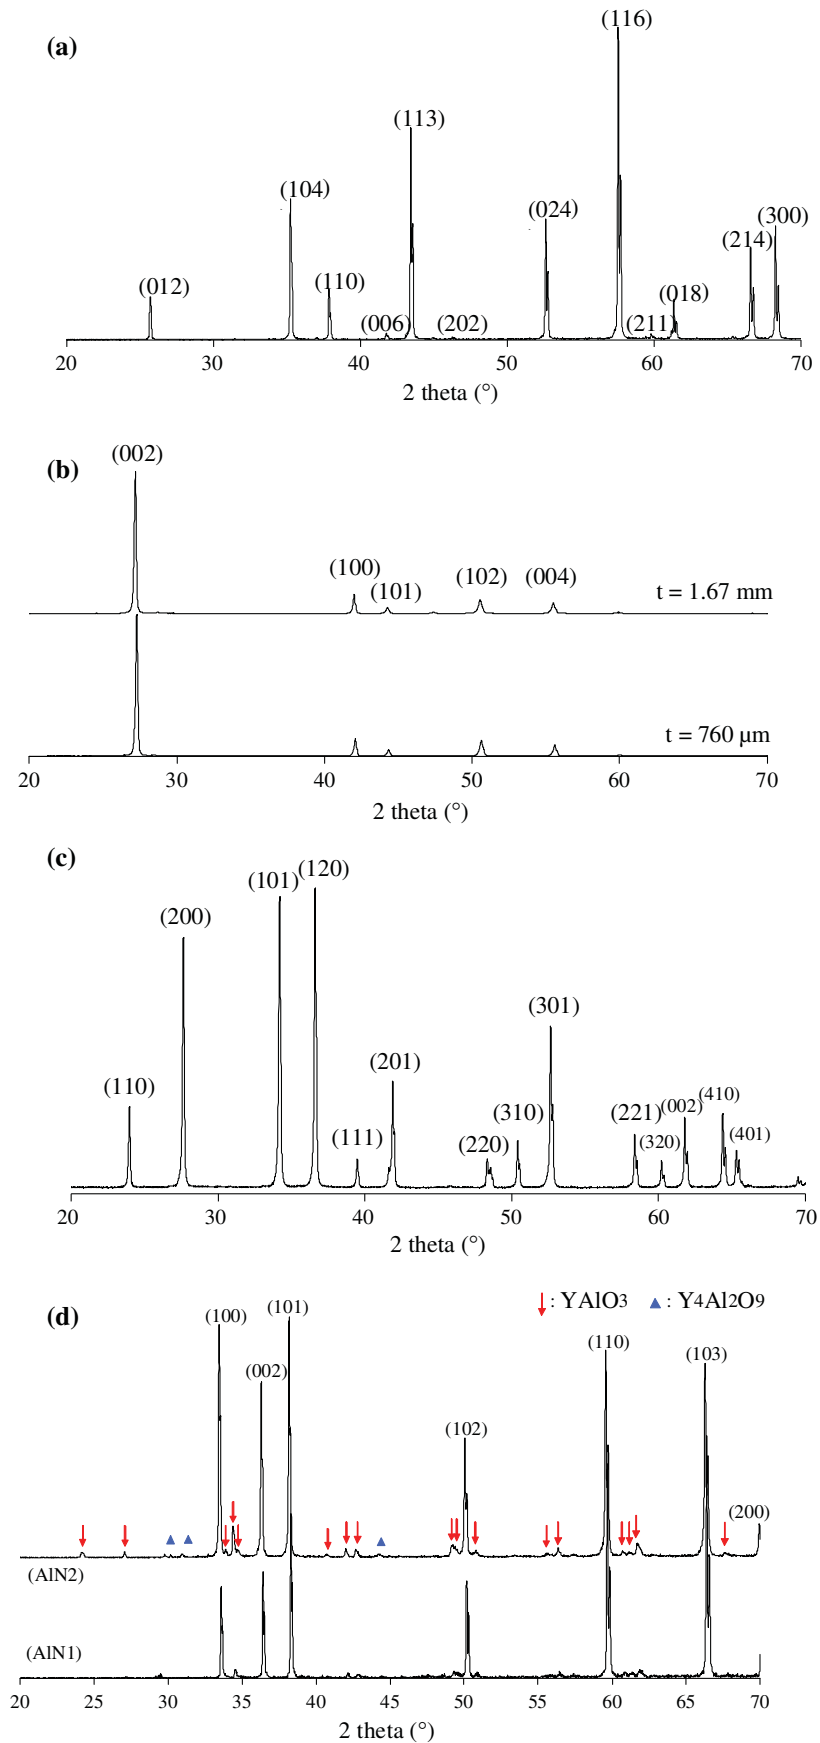 (a)
(116)
(113)
(104)
(024)
(300)
(214)
(012)
(110)
(018)
(006)
(202)
(211)
20 30 40 50 60 70
2 theta (°)
(b)
(002)
(100)
(101)
(102)
(004)
t = 1.67 mm
t = 760 µm
20 30 40 50 60 70
2 theta (°)
(c)
(120)
(101)
(200)
(301)
(201)
(110)
(310)
(221)
(002)
(410)
(111)
(220)
(320)
(401)
20 30 40 50 60 70
2 theta (°)
(d)
: YAlO3 : Y4Al2O9
(101)
(100)
(002)
(110)
(103)
(102)
(200)
(AlN2)
(AlN1)
20 25 30 35 40 45 50 55 60 65 70
2 theta (°)